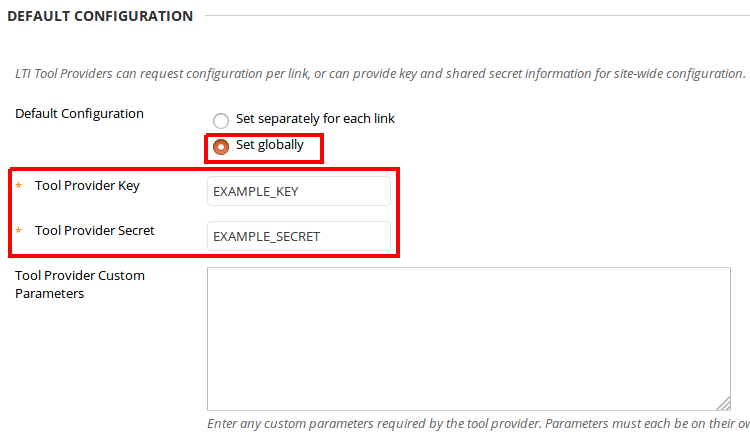 DEFAULT CONFIGURATION
LTI Tool Providers can request configuration per link, or can provide key and shared secret information for site-wide configuration.
Default Configuration
Set separately for each link
Set globally
* Tool Provider Key
EXAMPLE_KEY
* Tool Provider Secret
EXAMPLE_SECRET
Tool Provider Custom
Parameters
Enter any custom parameters required by the tool provider. Parameters must each be on their